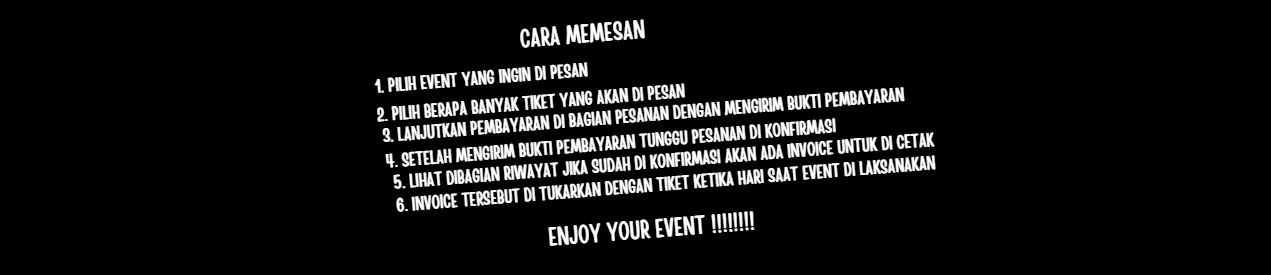 CARA MEMESAN
1. PILIH EVENT YANG INGIN DI PESAN
2. PILIH BERAPA BANYAK TIKET YANG AKAN DI PESAN
3. LANJUTKAN PEMBAYARAN DI BAGIAN PESANAN DENGAN MENGIRIM BUKTI PEMBAYARAN
4. SETELAH MENGIRIM BUKTI PEMBAYARAN TUNGGU PESANAN DI KONFIRMASI
5. LIHAT DIBAGIAN RIWAYAT JIKA SUDAH DI KONFIRMASI AKAN ADA INVOICE UNTUK DI CETAK
6. INVOICE TERSEBUT DI TUKARKAN DENGAN TIKET KETIKA HARI SAAT EVENT DI LAKSANAKAN
ENJOY YOUR EVENT !!!!!!!!